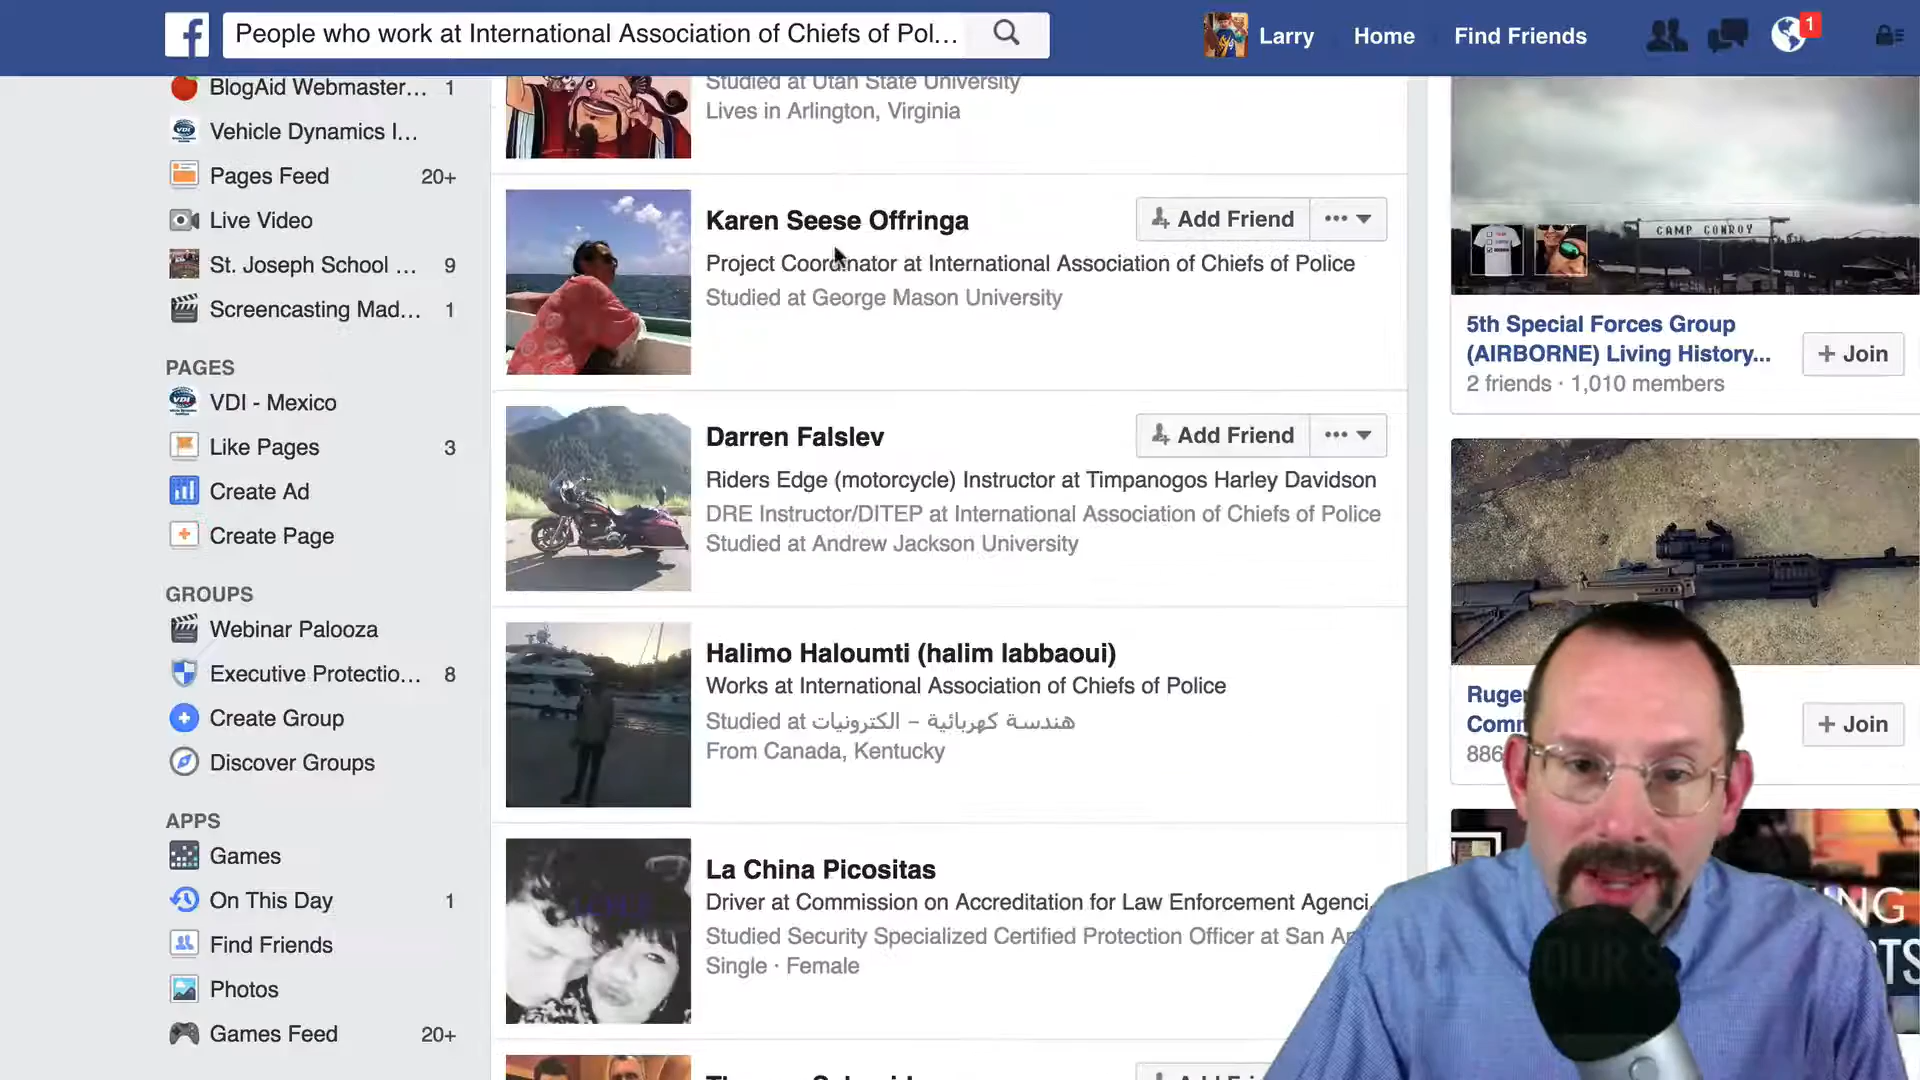 People who work at International Association of Chiefs of Pol...
Larry
Home
Find Friends
1
BlogAid Webmaster... 1
Vehicle Dynamics I...
Pages Feed 20+
Live Video
St. Joseph School ... 9
Screencasting Mad... 1
PAGES
VDI - Mexico
Like Pages 3
Create Ad
Create Page
GROUPS
Webinar Palooza
Executive Protectio... 8
Create Group
Discover Groups
APPS
Games
On This Day 1
Find Friends
Photos
Games Feed 20+
Studied at Utah State University
Lives in Arlington, Virginia
Karen Seese Offringa
Add Friend
Project Coordinator at International Association of Chiefs of Police
Studied at George Mason University
Darren Falslev
Add Friend
Riders Edge (motorcycle) Instructor at Timpanogos Harley Davidson
DRE Instructor/DITEP at International Association of Chiefs of Police
Studied at Andrew Jackson University
Halimo Haloumti (halim labbaoui)
Works at International Association of Chiefs of Police
Studied at هندسة كهربائية – الكترونيات
From Canada, Kentucky
La China Picositas
Driver at Commission on Accreditation for Law Enforcement Agenci
Studied Security Specialized Certified Protection Officer at San
Single · Female
CAMP CONROY
5th Special Forces Group
(AIRBORNE) Living History...
+ Join
2 friends · 1,010 members
Ruger
+ Join
886